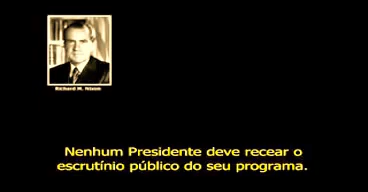 Richard M. Nixon
Nenhum Presidente deve recear o
escrutínio público do seu programa.